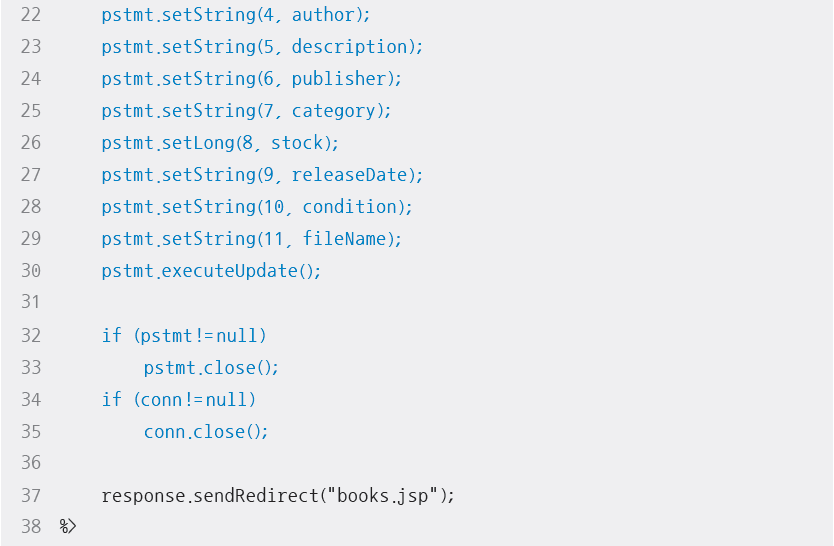 22 pstmt.setString(4, author);
23 pstmt.setString(5, description);
24 pstmt.setString(6, publisher);
25 pstmt.setString(7, category);
26 pstmt.setLong(8, stock);
27 pstmt.setString(9, releaseDate);
28 pstmt.setString(10, condition);
29 pstmt.setString(11, fileName);
30 pstmt.executeUpdate();
31
32 if (pstmt!=null)
33 pstmt.close();
34 if (conn!=null)
35 conn.close();
36
37 response.sendRedirect("books.jsp");
38 %>